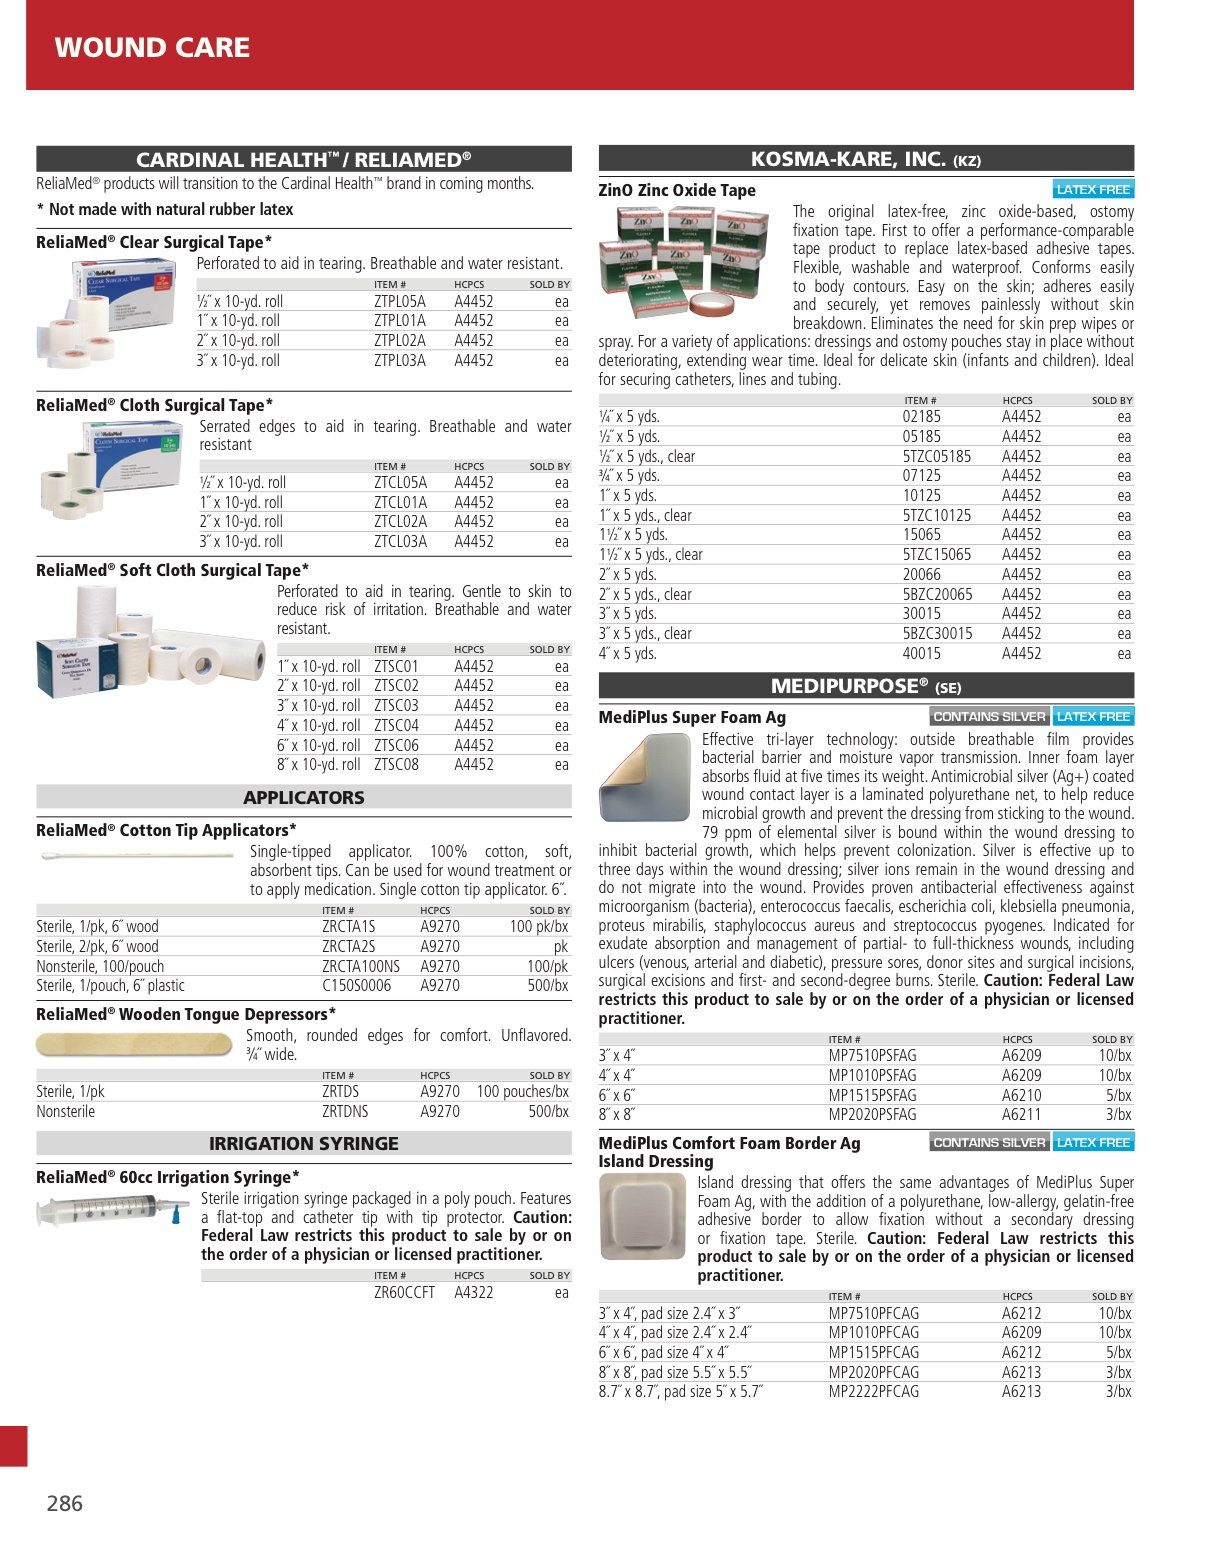 WOUND CARE
CARDINAL HEALTH™ / RELIAMED®
ReliaMed® products will transition to the Cardinal Health™ brand in coming months.
* Not made with natural rubber latex
ReliaMed® Clear Surgical Tape*
Perforated to aid in tearing. Breathable and water resistant.
ITEM # HCPCS SOLD BY
½˝ x 10-yd. roll ZTPL05A A4452 ea
1˝ x 10-yd. roll ZTPL01A A4452 ea
2˝ x 10-yd. roll ZTPL02A A4452 ea
3˝ x 10-yd. roll ZTPL03A A4452 ea
ReliaMed® Cloth Surgical Tape*
Serrated edges to aid in tearing. Breathable and water
resistant
ITEM # HCPCS SOLD BY
½˝ x 10-yd. roll ZTCL05A A4452 ea
1˝ x 10-yd. roll ZTCL01A A4452 ea
2˝ x 10-yd. roll ZTCL02A A4452 ea
3˝ x 10-yd. roll ZTCL03A A4452 ea
ReliaMed® Soft Cloth Surgical Tape*
Perforated to aid in tearing. Gentle to skin to
reduce risk of irritation. Breathable and water
resistant.
ITEM # HCPCS SOLD BY
1˝ x 10-yd. roll ZTSC01 A4452 ea
2˝ x 10-yd. roll ZTSC02 A4452 ea
3˝ x 10-yd. roll ZTSC03 A4452 ea
4˝ x 10-yd. roll ZTSC04 A4452 ea
6˝ x 10-yd. roll ZTSC06 A4452 ea
8˝ x 10-yd. roll ZTSC08 A4452 ea
APPLICATORS
ReliaMed® Cotton Tip Applicators*
Single-tipped applicator. 100% cotton, soft,
absorbent tips. Can be used for wound treatment or
to apply medication. Single cotton tip applicator. 6˝.
ITEM # HCPCS SOLD BY
Sterile, 1/pk, 6˝ wood ZRCTA1S A9270 100 pk/bx
Sterile, 2/pk, 6˝ wood ZRCTA2S A9270 pk
Nonsterile, 100/pouch ZRCTA100NS A9270 100/pk
Sterile, 1/pouch, 6˝ plastic C150S0006 A9270 500/bx
ReliaMed® Wooden Tongue Depressors*
Smooth, rounded edges for comfort. Unflavored.
¾˝ wide.
ITEM # HCPCS SOLD BY
Sterile, 1/pk ZRTDS A9270 100 pouches/bx
Nonsterile ZRTDNS A9270 500/bx
IRRIGATION SYRINGE
ReliaMed® 60cc Irrigation Syringe*
Sterile irrigation syringe packaged in a poly pouch. Features
a flat-top and catheter tip with tip protector. Caution:
Federal Law restricts this product to sale by or on
the order of a physician or licensed practitioner.
ITEM # HCPCS SOLD BY
ZR60CCFT A4322 ea
KOSMA-KARE, INC. (KZ)
ZinO Zinc Oxide Tape LATEX FREE
The original latex-free, zinc oxide-based, ostomy
fixation tape. First to offer a performance-comparable
tape product to replace latex-based adhesive tapes.
Flexible, washable and waterproof. Conforms easily
to body contours. Easy on the skin; adheres easily
and securely, yet removes painlessly without skin
breakdown. Eliminates the need for skin prep wipes or
spray. For a variety of applications: dressings and ostomy pouches stay in place without
deteriorating, extending wear time. Ideal for delicate skin (infants and children). Ideal
for securing catheters, lines and tubing.
ITEM # HCPCS SOLD BY
¼˝ x 5 yds. 02185 A4452 ea
½˝ x 5 yds. 05185 A4452 ea
½˝ x 5 yds., clear 5TZC05185 A4452 ea
¾˝ x 5 yds. 07125 A4452 ea
1˝ x 5 yds. 10125 A4452 ea
1˝ x 5 yds., clear 5TZC10125 A4452 ea
1½˝ x 5 yds. 15065 A4452 ea
1½˝ x 5 yds., clear 5TZC15065 A4452 ea
2˝ x 5 yds. 20066 A4452 ea
2˝ x 5 yds., clear 5BZC20065 A4452 ea
3˝ x 5 yds. 30015 A4452 ea
3˝ x 5 yds., clear 5BZC30015 A4452 ea
4˝ x 5 yds. 40015 A4452 ea
MEDIPURPOSE® (SE)
MediPlus Super Foam Ag CONTAINS SILVER LATEX FREE
Effective tri-layer technology: outside breathable film provides
bacterial barrier and moisture vapor transmission. Inner foam layer
absorbs fluid at five times its weight. Antimicrobial silver (Ag+) coated
wound contact layer is a laminated polyurethane net, to help reduce
microbial growth and prevent the dressing from sticking to the wound.
79 ppm of elemental silver is bound within the wound dressing to
inhibit bacterial growth, which helps prevent colonization. Silver is effective up to
three days within the wound dressing; silver ions remain in the wound dressing and
do not migrate into the wound. Provides proven antibacterial effectiveness against
microorganism (bacteria), enterococcus faecalis, escherichia coli, klebsiella pneumonia,
proteus mirabilis, staphylococcus aureus and streptococcus pyogenes. Indicated for
exudate absorption and management of partial- to full-thickness wounds, including
ulcers (venous, arterial and diabetic), pressure sores, donor sites and surgical incisions,
surgical excisions and first- and second-degree burns. Sterile. Caution: Federal Law
restricts this product to sale by or on the order of a physician or licensed
practitioner.
ITEM # HCPCS SOLD BY
3˝ x 4˝ MP7510PSFAG A6209 10/bx
4˝ x 4˝ MP1010PSFAG A6209 10/bx
6˝ x 6˝ MP1515PSFAG A6210 5/bx
8˝ x 8˝ MP2020PSFAG A6211 3/bx
MediPlus Comfort Foam Border Ag CONTAINS SILVER LATEX FREE
Island Dressing
Island dressing that offers the same advantages of MediPlus Super
Foam Ag, with the addition of a polyurethane, low-allergy, gelatin-free
adhesive border to allow fixation without a secondary dressing
or fixation tape. Sterile. Caution: Federal Law restricts this
product to sale by or on the order of a physician or licensed
practitioner.
ITEM # HCPCS SOLD BY
3˝ x 4˝, pad size 2.4˝ x 3˝ MP7510PFCAG A6212 10/bx
4˝ x 4˝, pad size 2.4˝ x 2.4˝ MP1010PFCAG A6209 10/bx
6˝ x 6˝, pad size 4˝ x 4˝ MP1515PFCAG A6212 5/bx
8˝ x 8˝, pad size 5.5˝ x 5.5˝ MP2020PFCAG A6213 3/bx
8.7˝ x 8.7˝, pad size 5˝ x 5.7˝ MP2222PFCAG A6213 3/bx
286